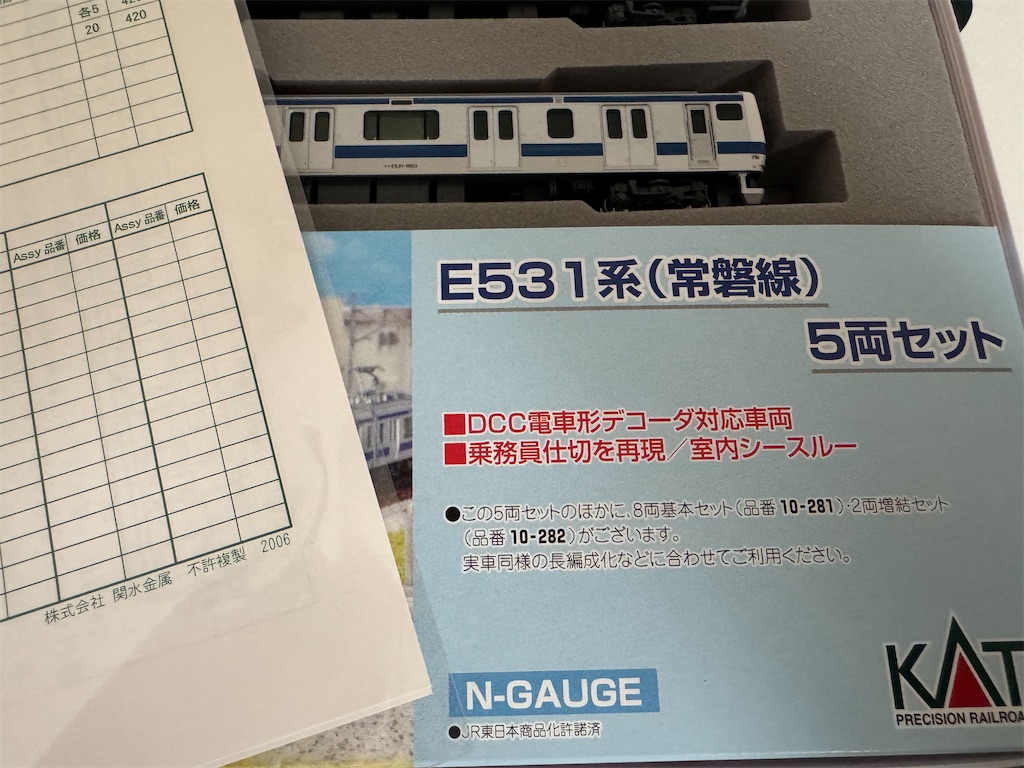 各5 420
20 420
Assy 品番 価格 Assy 品番 価格
株式会社 関水金属 不許複製 2006
E531系(常磐線)
5両セット
■DCC電車形デコーダ対応車両
■乗務員仕切を再現／室内シースルー
●この5両セットのほかに、8両基本セット(品番10-281)・2両増結セット
(品番10-282)がございます。
実車同様の長編成化などに合わせてご利用ください。
N-GAUGE
●JR東日本商品化許諾済
KAT
PRECISION RAILROA